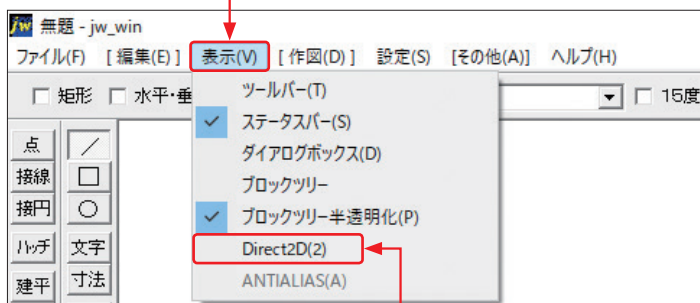 jw 無題 - jw_win
ファイル(F) [ 編集(E) ] 表示(V) [ 作図(D) ] 設定(S) [その他(A)] ヘルプ(H)
矩形 水平・垂 15度
ツールバー(T)
ステータスバー(S)
ダイアログボックス(D)
ブロックツリー
ブロックツリー半透明化(P)
Direct2D(2)
ANTIALIAS(A)
点
接線
接円
ハッチ 文字
建平 寸法